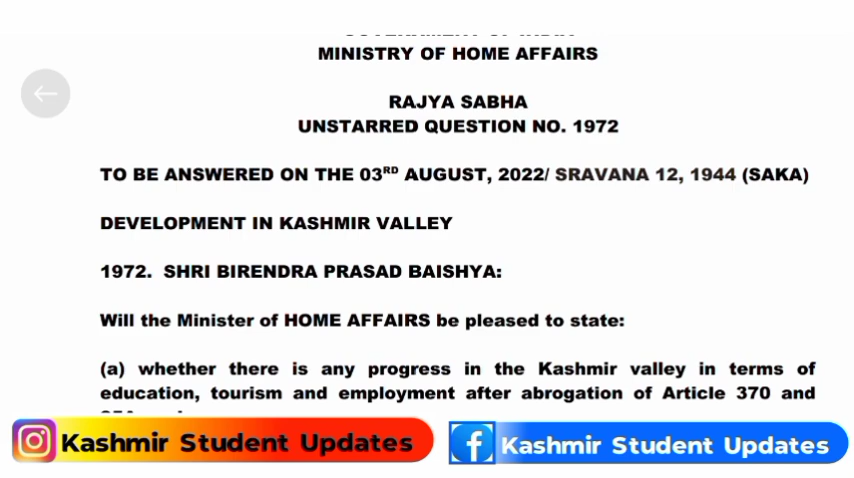 MINISTRY OF HOME AFFAIRS
RAJYA SABHA
UNSTARRED QUESTION NO. 1972
TO BE ANSWERED ON THE 03RD AUGUST, 2022/ SRAVANA 12, 1944 (SAKA)
DEVELOPMENT IN KASHMIR VALLEY
1972. SHRI BIRENDRA PRASAD BAISHYA:
Will the Minister of HOME AFFAIRS be pleased to state:
(a) whether there is any progress in the Kashmir valley in terms of
education, tourism and employment after abrogation of Article 370 and
Kashmir Student Updates
Kashmir Student Updates